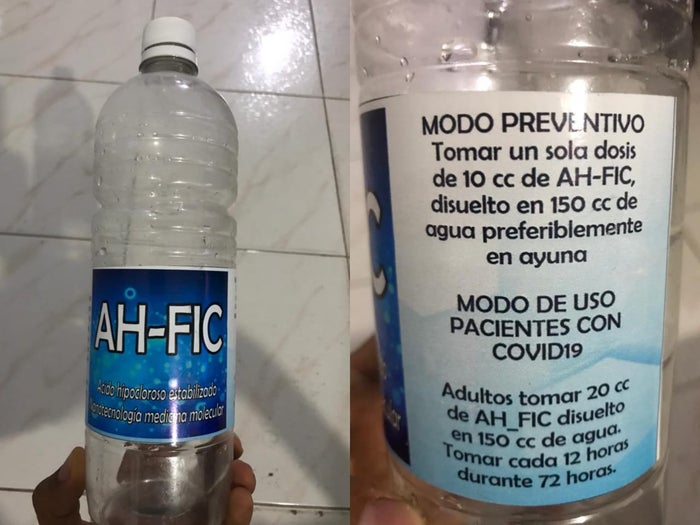 AH-FIC
Acido hipocloroso estabilizado
nanotecnología medicina molecular
MODO PREVENTIVO
Tomar un sola dosis
de 10 cc de AH-FIC,
disuelto en 150 cc de
agua preferiblemente
en ayuna
MODO DE USO
PACIENTES CON
COVID19
Adultos tomar 20 cc
de AH_FIC disuelto
en 150 cc de agua.
Tomar cada 12 horas
durante 72 horas.